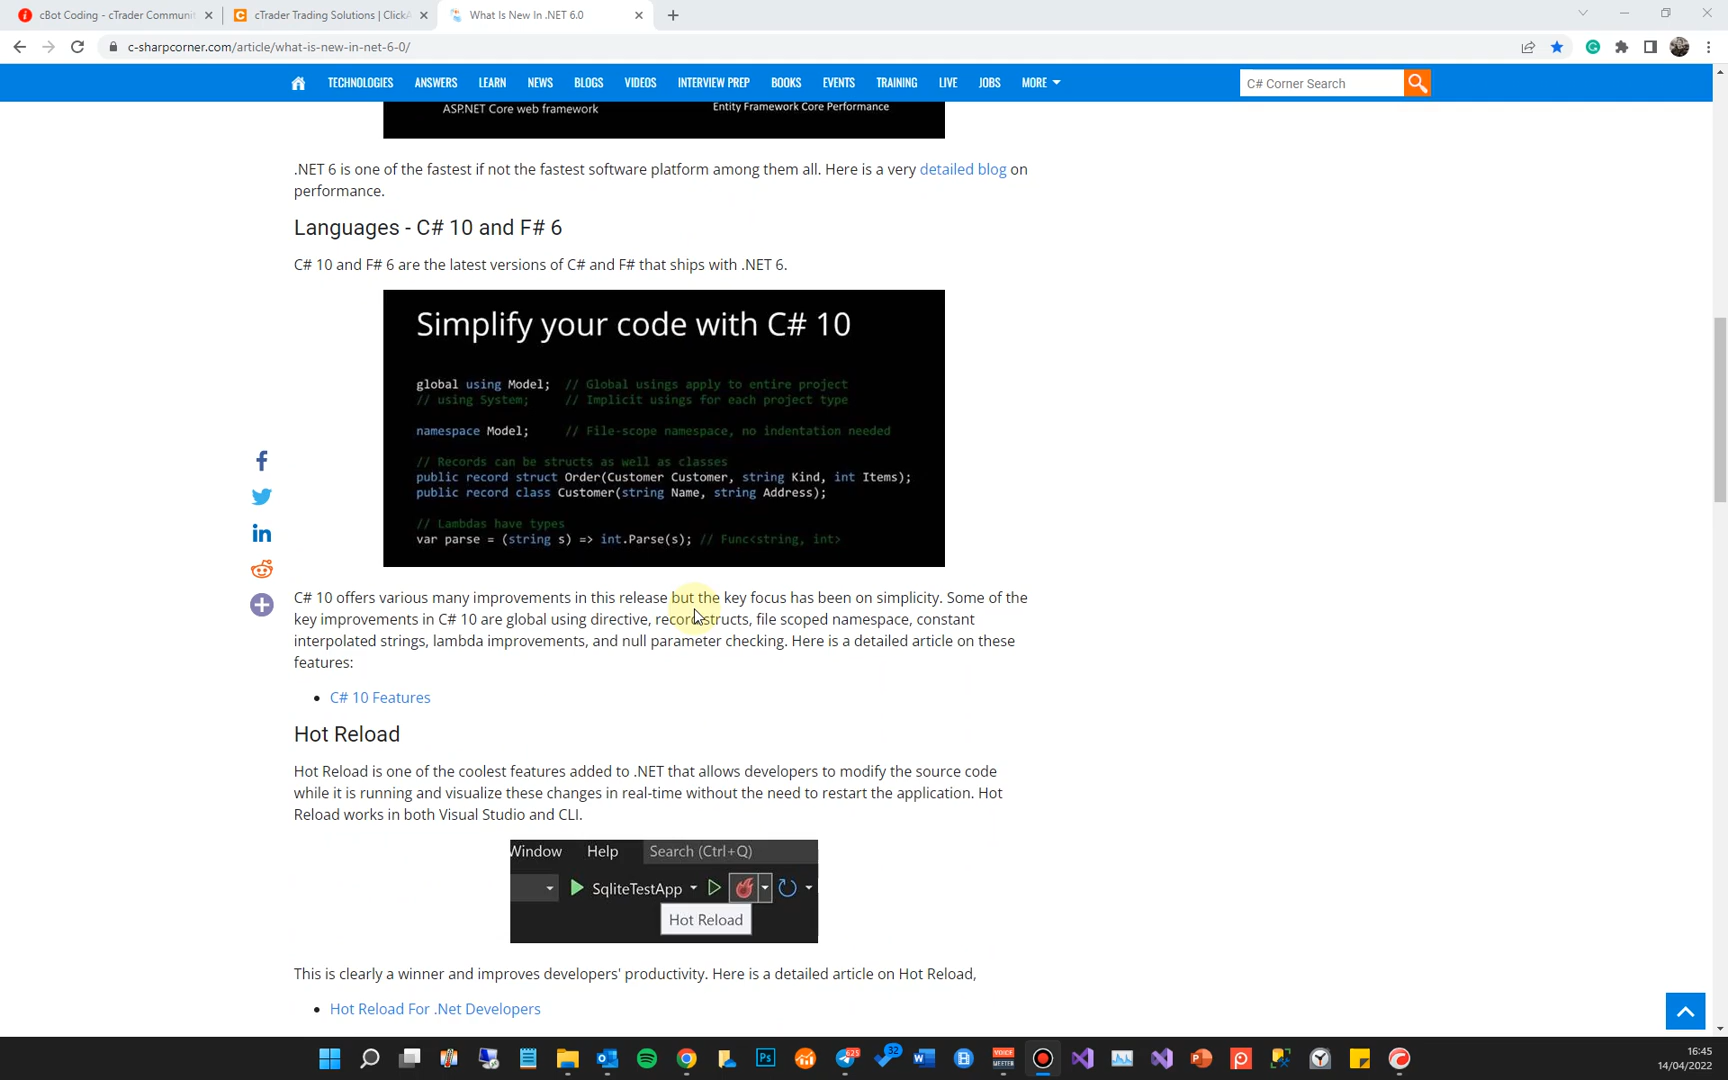 cBot Coding - cTrader Communit
cTrader Trading Solutions | ClickA
What Is New In .NET 6.0
c-sharpcorner.com/article/what-is-new-in-net-6-0/
TECHNOLOGIES ANSWERS LEARN NEWS BLOGS VIDEOS INTERVIEW PREP BOOKS EVENTS TRAINING LIVE JOBS MORE C# Corner Search
ASP.NET Core web framework Entity Framework Core Performance
.NET 6 is one of the fastest if not the fastest software platform among them all. Here is a very detailed blog on
performance.
Languages - C# 10 and F# 6
C# 10 and F# 6 are the latest versions of C# and F# that ships with .NET 6.
Simplify your code with C# 10
global using Model; // Global usings apply to entire project
// using System; // Implicit usings for each project type
namespace Model; // File-scope namespace, no indentation needed
// Records can be structs as well as classes
public record struct Order(Customer Customer, string Kind, int Items);
public record class Customer(string Name, string Address);
// Lambdas have types
var parse = (string s) => int.Parse(s); // Func<string, int>
C# 10 offers various many improvements in this release but the key focus has been on simplicity. Some of the
key improvements in C# 10 are global using directive, record structs, file scoped namespace, constant
interpolated strings, lambda improvements, and null parameter checking. Here is a detailed article on these
features:
• C# 10 Features
Hot Reload
Hot Reload is one of the coolest features added to .NET that allows developers to modify the source code
while it is running and visualize these changes in real-time without the need to restart the application. Hot
Reload works in both Visual Studio and CLI.
Window Help Search (Ctrl+Q)
SqliteTestApp
Hot Reload
This is clearly a winner and improves developers' productivity. Here is a detailed article on Hot Reload,
• Hot Reload For .Net Developers
625
32
VOICE
MEETER
16:45
14/04/2022